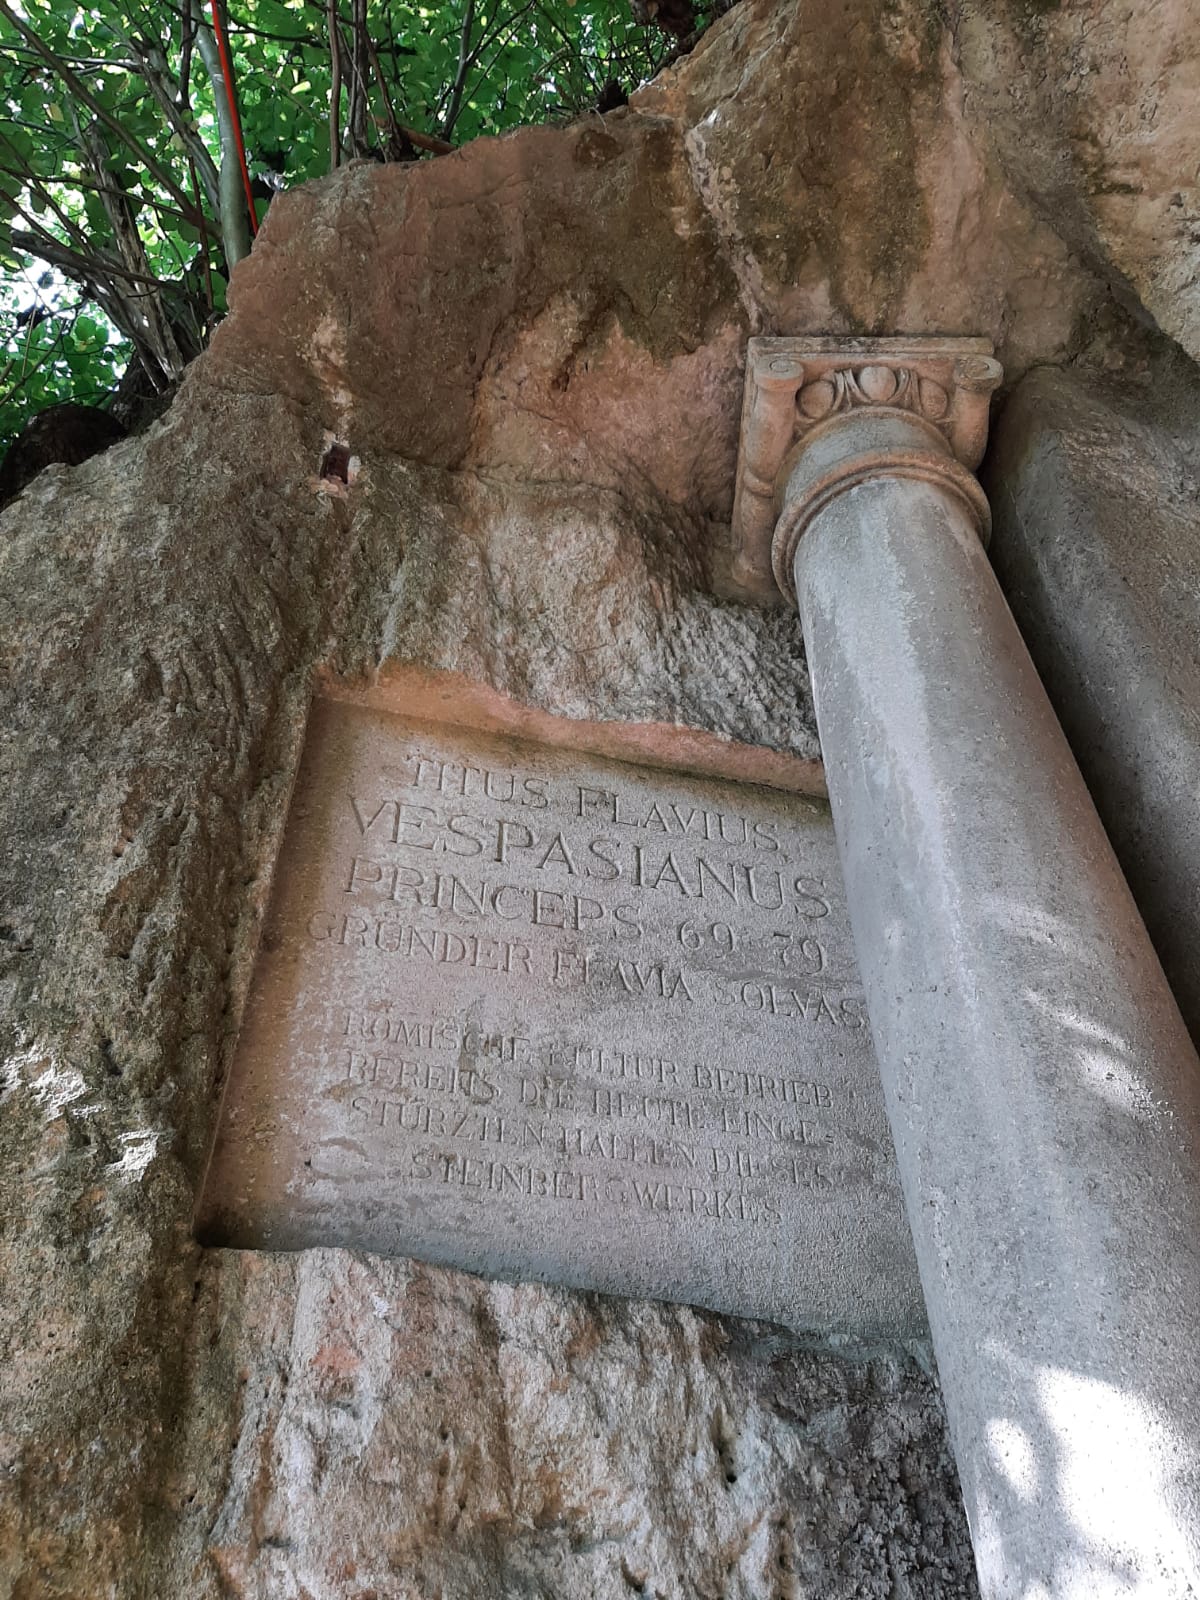 TITUS FLAVIUS
VESPASIANUS
PRINCEPS 69 79
GRÜNDER FLAVIA SOLVAS
RÖMISCHE KULTUR BETRIEB
BEREITS DIE HEUTE EINGE-
STÜRZTEN HALLEN DIESES
STEINBERGWERKES